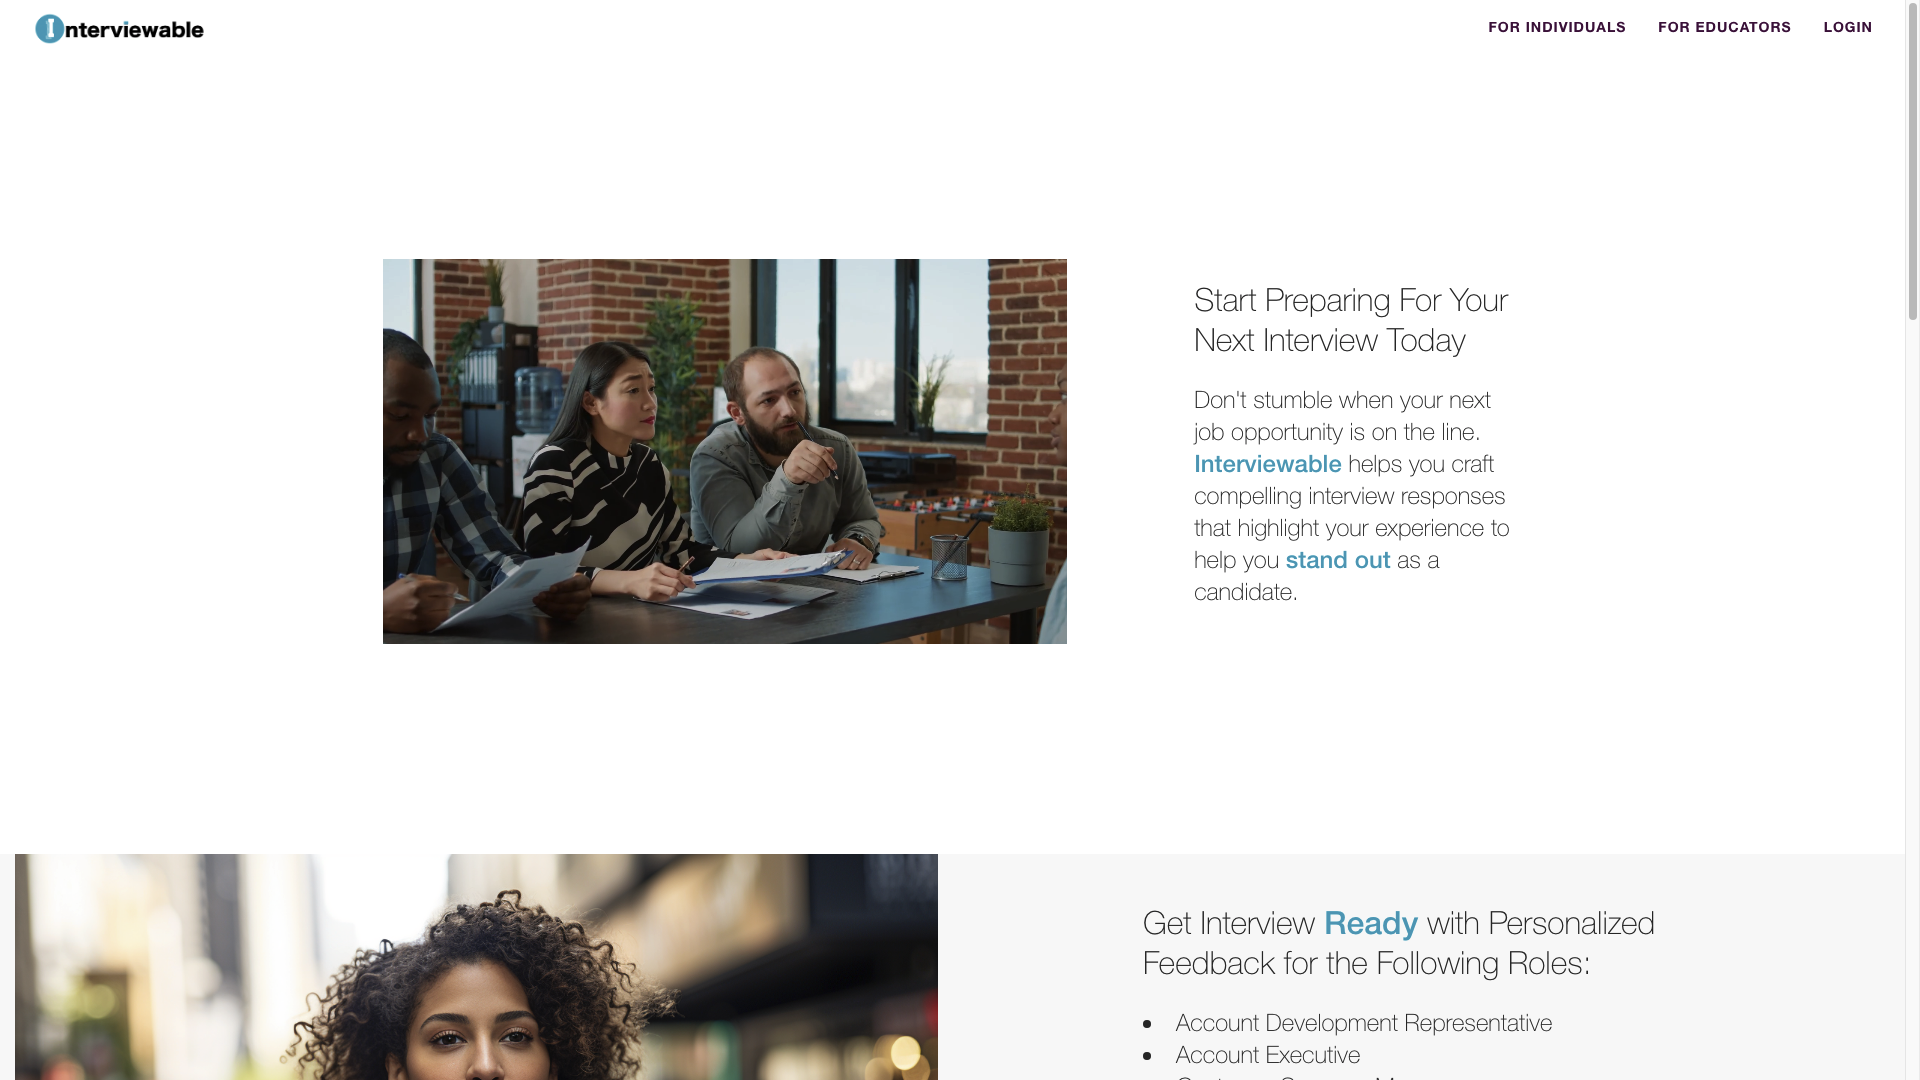 Interviewable
FOR INDIVIDUALS
FOR EDUCATORS
LOGIN
Start Preparing For Your
Next Interview Today
Don't stumble when your next
job opportunity is on the line.
Interviewable helps you craft
compelling interview responses
that highlight your experience to
help you stand out as a
candidate.
Get Interview Ready with Personalized
Feedback for the Following Roles:
• Account Development Representative
• Account Executive